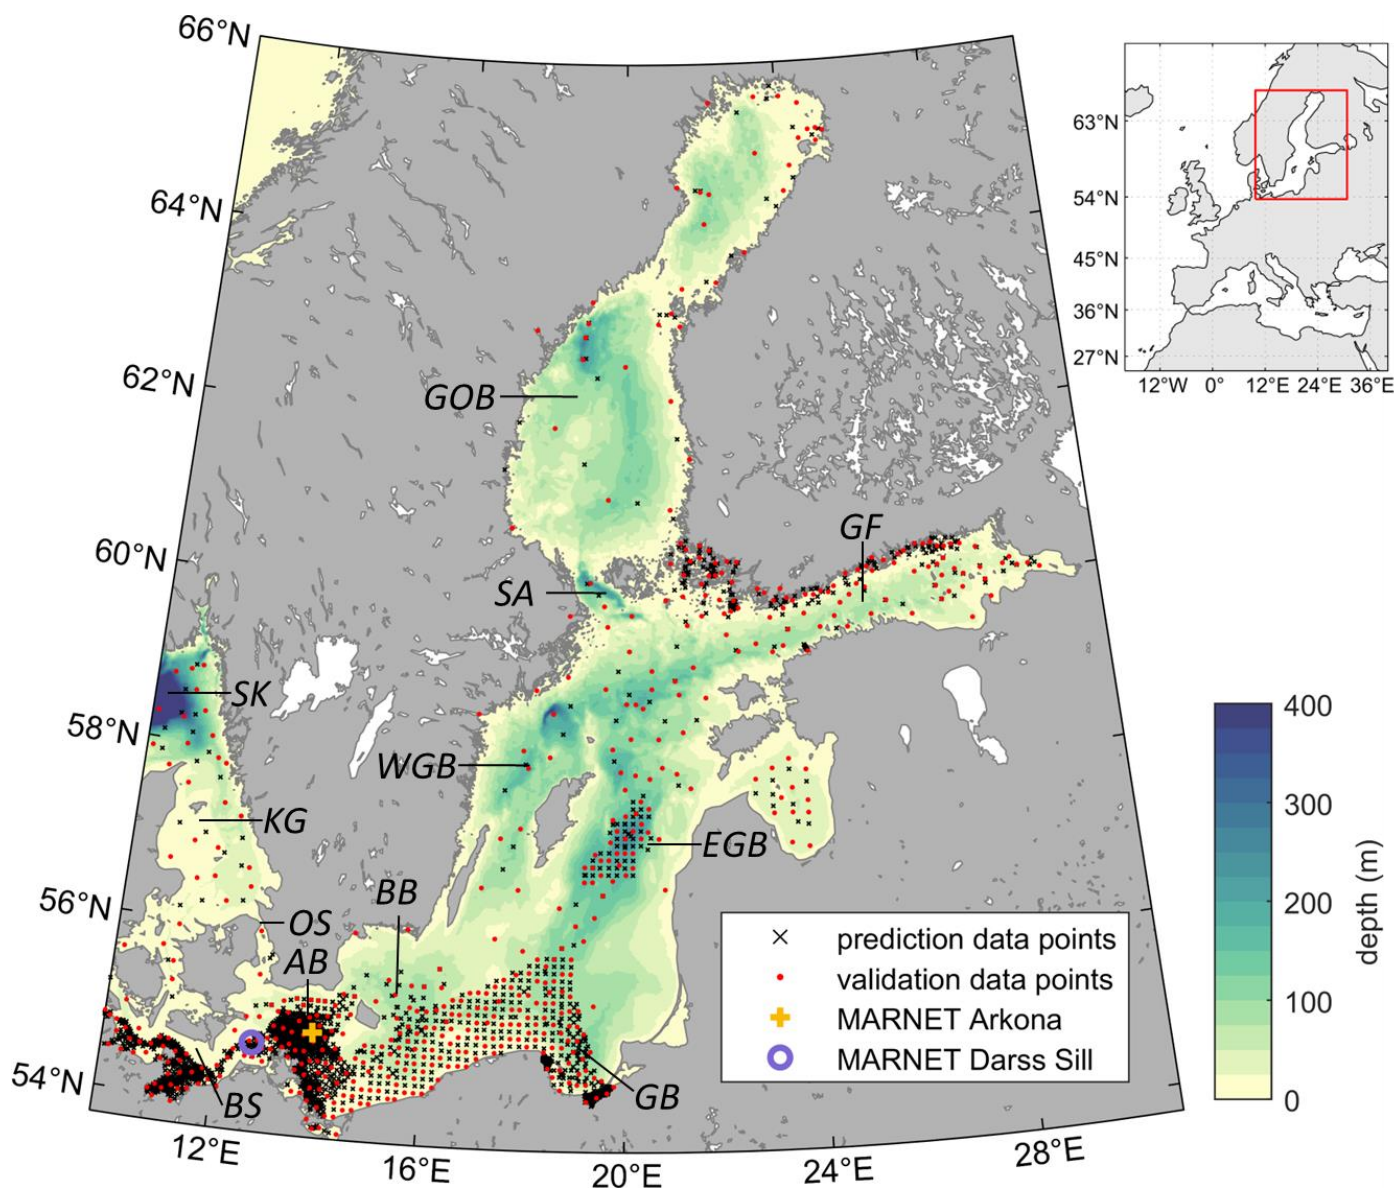 66°N
64°N
62°N
60°N
58°N
56°N
54°N
12°E
16°E
20°E
24°E
28°E
GOB
SA
GF
SK
WGB
KG
EGB
BB
OS
AB
BS
GB
prediction data points
validation data points
MARNET Arkona
MARNET Darss Sill
63°N
54°N
45°N
36°N
27°N
12°W 0° 12°E 24°E 36°E
400
300
200
100
0
depth (m)